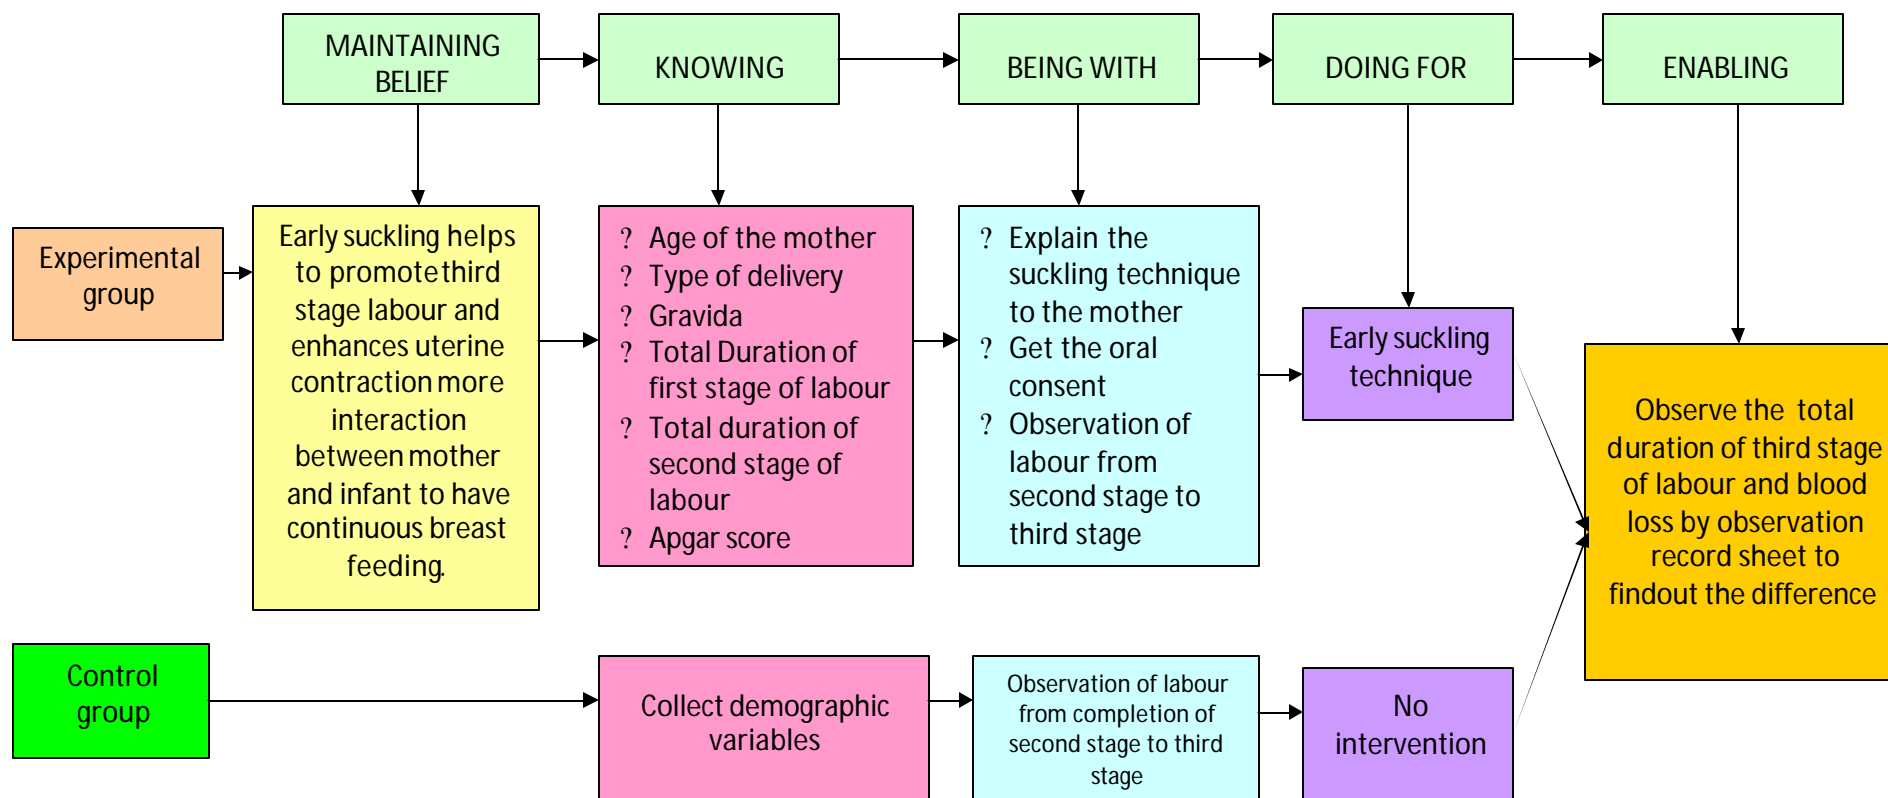 MAINTAINING
BELIEF
KNOWING
BEING WITH
DOING FOR
ENABLING
Experimental
group
Early suckling helps
to promote third
stage labour and
enhances uterine
contraction more
interaction
between mother
and infant to have
continuous breast
feeding.
? Age of the mother
? Type of delivery
? Gravida
? Total Duration of
first stage of labour
? Total duration of
second stage of
labour
? Apgar score
? Explain the
suckling technique
to the mother
? Get the oral
consent
? Observation of
labour from
second stage to
third stage
Early suckling
technique
Observe the total
duration of third stage
of labour and blood
loss by observation
record sheet to
findout the difference
Control
group
Collect demographic
variables
Observation of labour
from completion of
second stage to third
stage
No
intervention